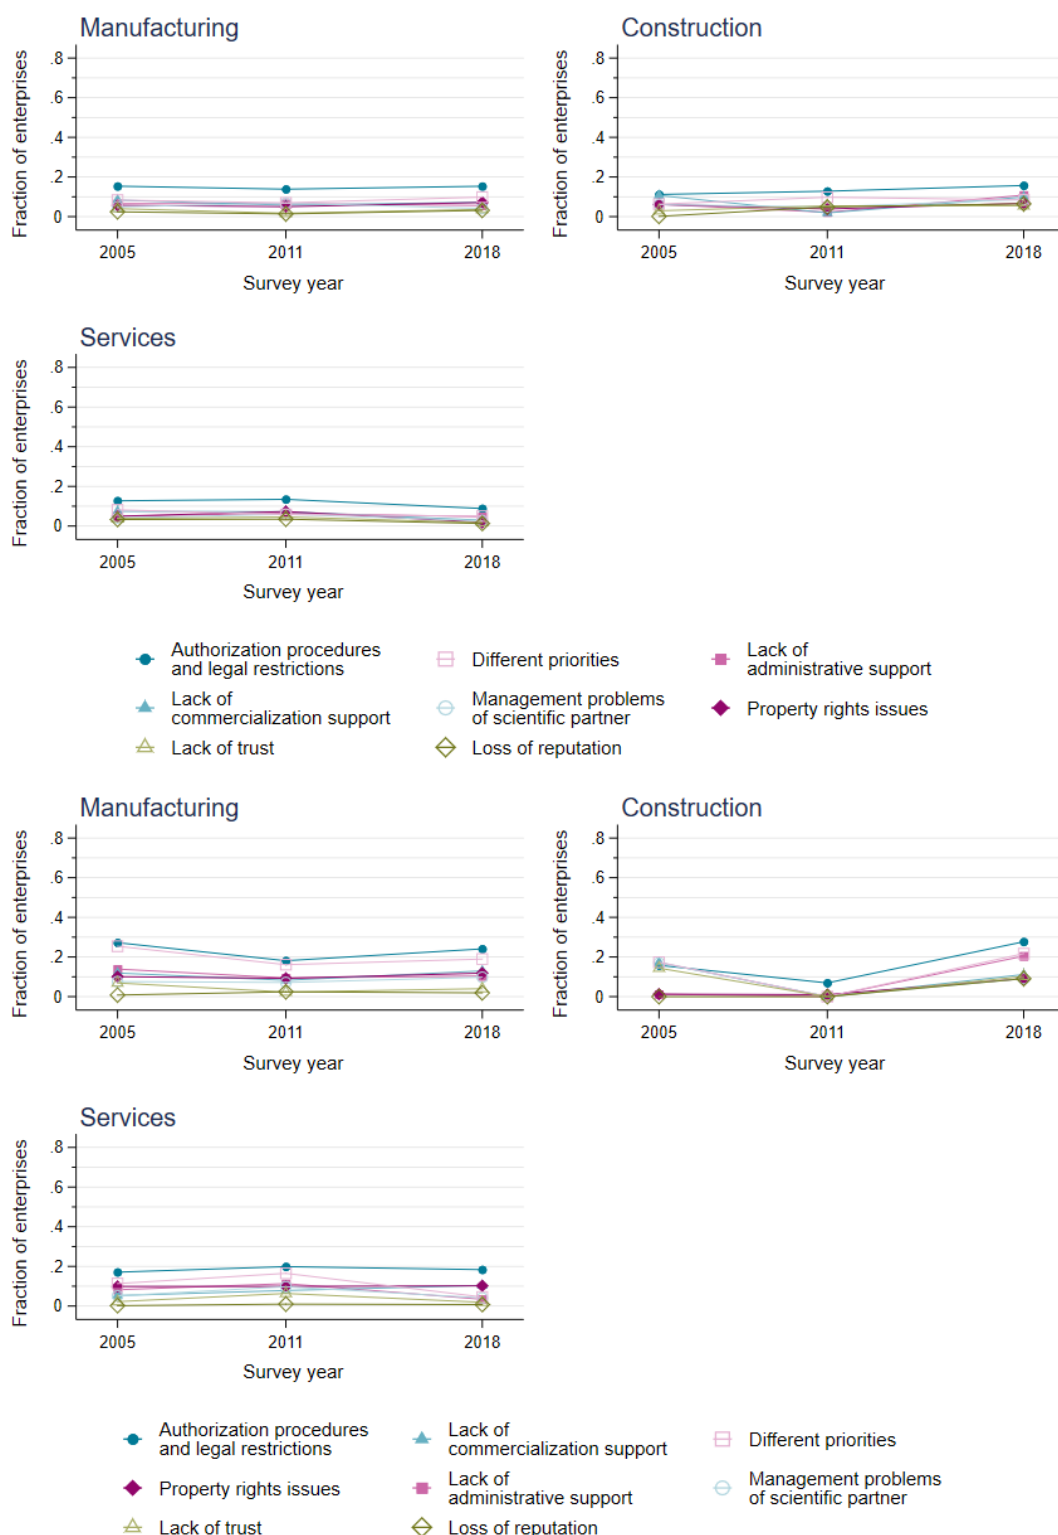 Manufacturing
Fraction of enterprises
.8
.6
.4
.2
0
2005 2011 2018
Survey year
Construction
Fraction of enterprises
.8
.6
.4
.2
0
2005 2011 2018
Survey year
Services
Fraction of enterprises
.8
.6
.4
.2
0
2005 2011 2018
Survey year
Authorization procedures
and legal restrictions
Different priorities
Lack of
administrative support
Lack of
commercialization support
Management problems
of scientific partner
Property rights issues
Lack of trust
Loss of reputation
Manufacturing
Fraction of enterprises
.8
.6
.4
.2
0
2005 2011 2018
Survey year
Construction
Fraction of enterprises
.8
.6
.4
.2
0
2005 2011 2018
Survey year
Services
Fraction of enterprises
.8
.6
.4
.2
0
2005 2011 2018
Survey year
Authorization procedures
and legal restrictions
Lack of
commercialization support
Different priorities
Property rights issues
Lack of
administrative support
Management problems
of scientific partner
Lack of trust
Loss of reputation